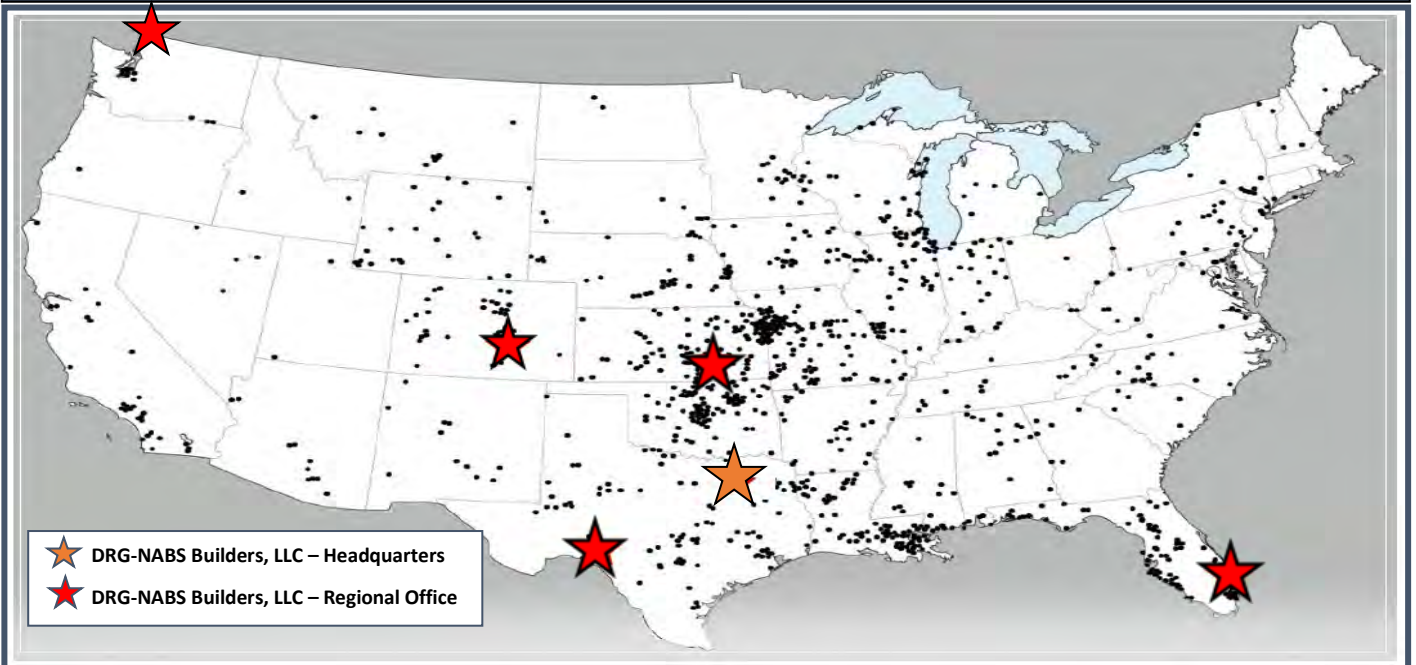 DRG-NABS Builders, LLC – Headquarters
DRG-NABS Builders, LLC – Regional Office